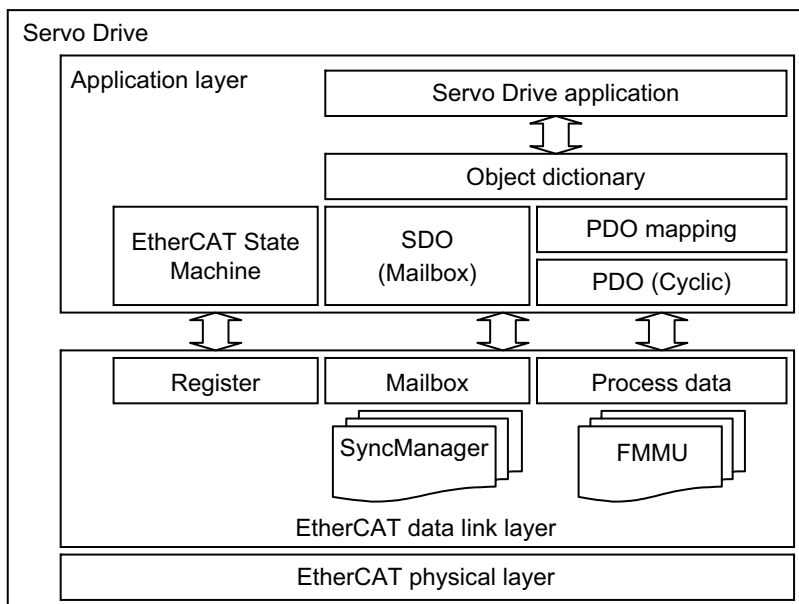 Servo Drive
Application layer
Servo Drive application
Object dictionary
EtherCAT State
Machine
SDO
(Mailbox)
PDO mapping
PDO (Cyclic)
Register
Mailbox
Process data
SyncManager
FMMU
EtherCAT data link layer
EtherCAT physical layer